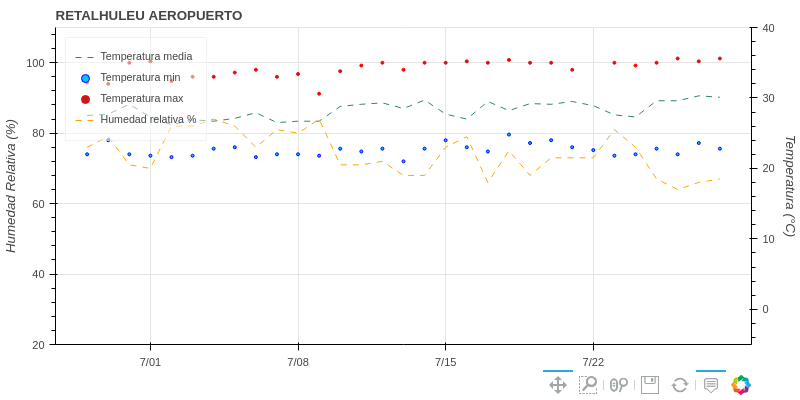 RETALHULEU AEROPUERTO
Temperatura media
Temperatura min
Temperatura max
Humedad relativa %
100
80
60
40
20
Humedad Relativa (%)
40
30
20
10
0
Temperatura (°C)
7/01
7/08
7/15
7/22